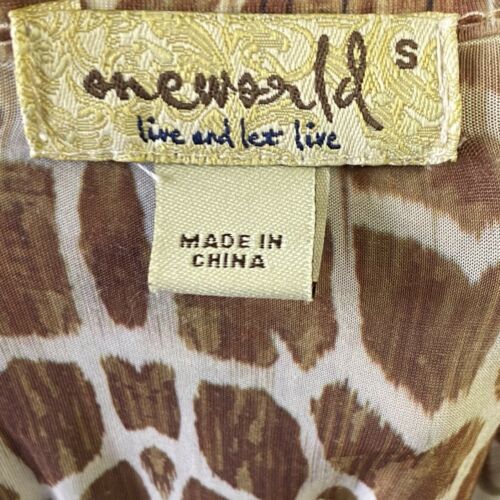 oneworld S
live and let live
MADE IN
CHINA